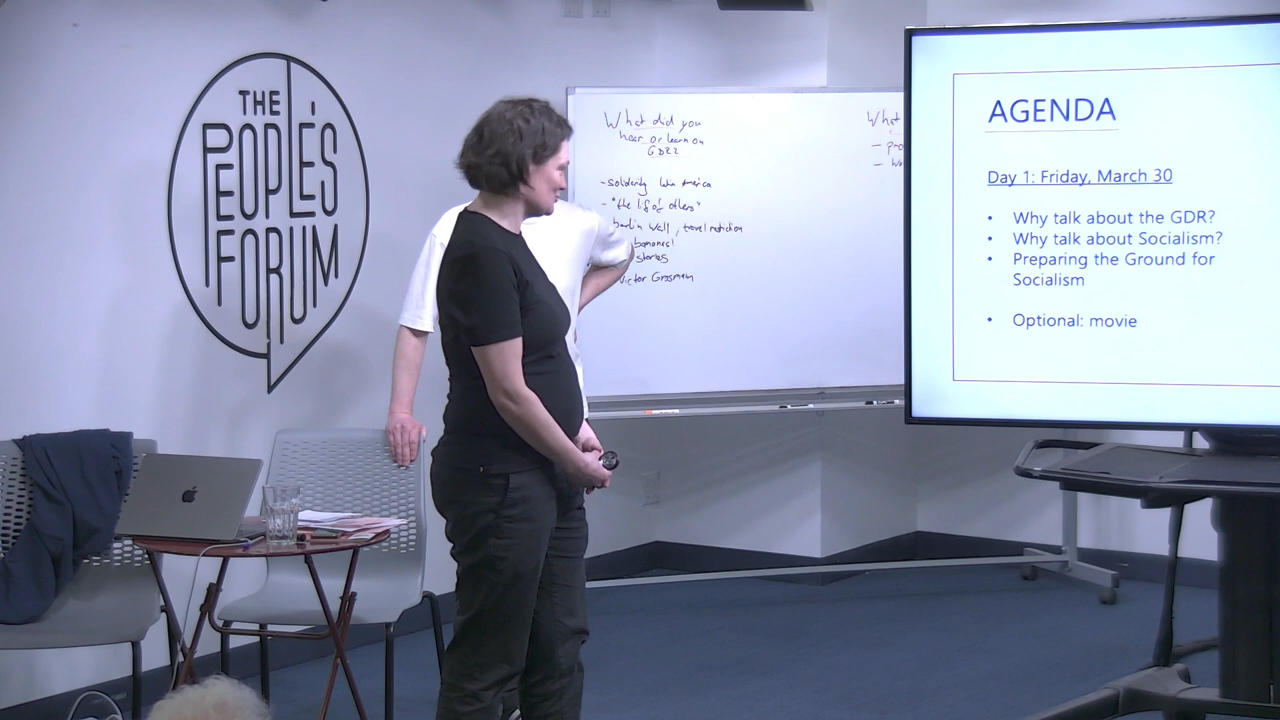 THE
PEOPLE'S
FORUM
What did you
hear or learn on
- solidarity latin America
- "the life of others"
berlin Wall, travel restriction
bananas!
stories
Victor Grossman
What
AGENDA
Day 1: Friday, March 30
• Why talk about the GDR?
• Why talk about Socialism?
• Preparing the Ground for
Socialism
• Optional: movie